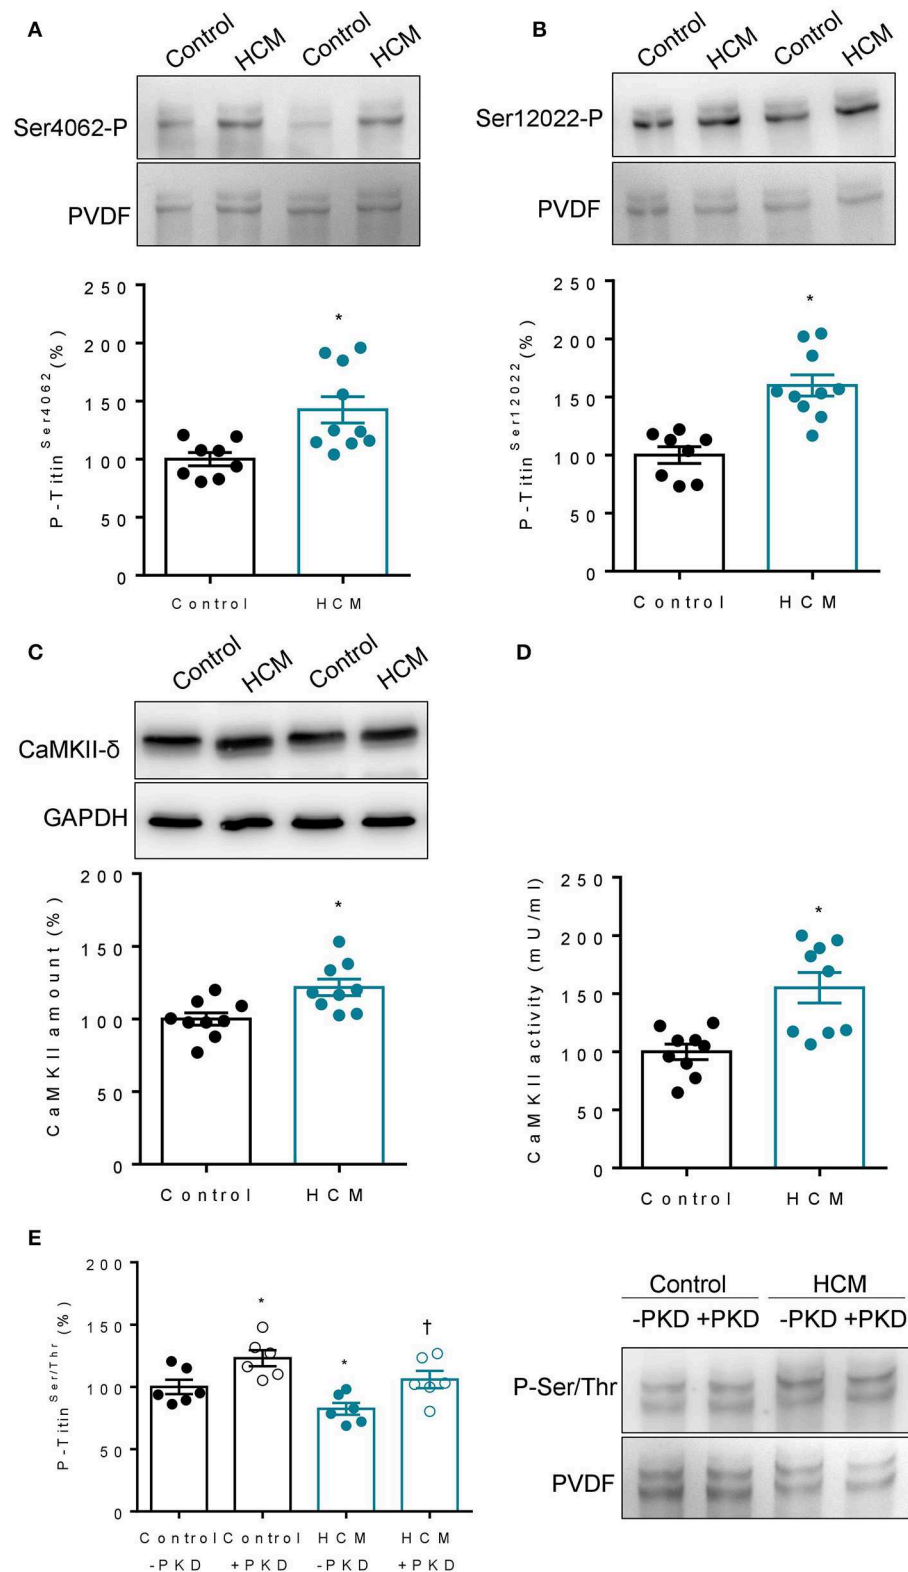 A
Control HCM Control HCM
Ser4062-P
PVDF
250
200
150
100
50
0
P-Titin Ser4062 (%)
*
Control HCM
B
Control HCM Control HCM
Ser12022-P
PVDF
250
200
150
100
50
0
P-Titin Ser12022 (%)
*
Control HCM
C
Control HCM Control HCM
CaMKII-δ
GAPDH
200
150
100
50
0
CaMKII amount (%)
*
Control HCM
D
250
200
150
100
50
0
CaMKII activity (mU/ml)
*
Control HCM
E
200
150
100
50
0
P-Titin Ser/Thr (%)
* * †
Control Control HCM HCM
-PKD +PKD -PKD +PKD
Control HCM
-PKD +PKD -PKD +PKD
P-Ser/Thr
PVDF